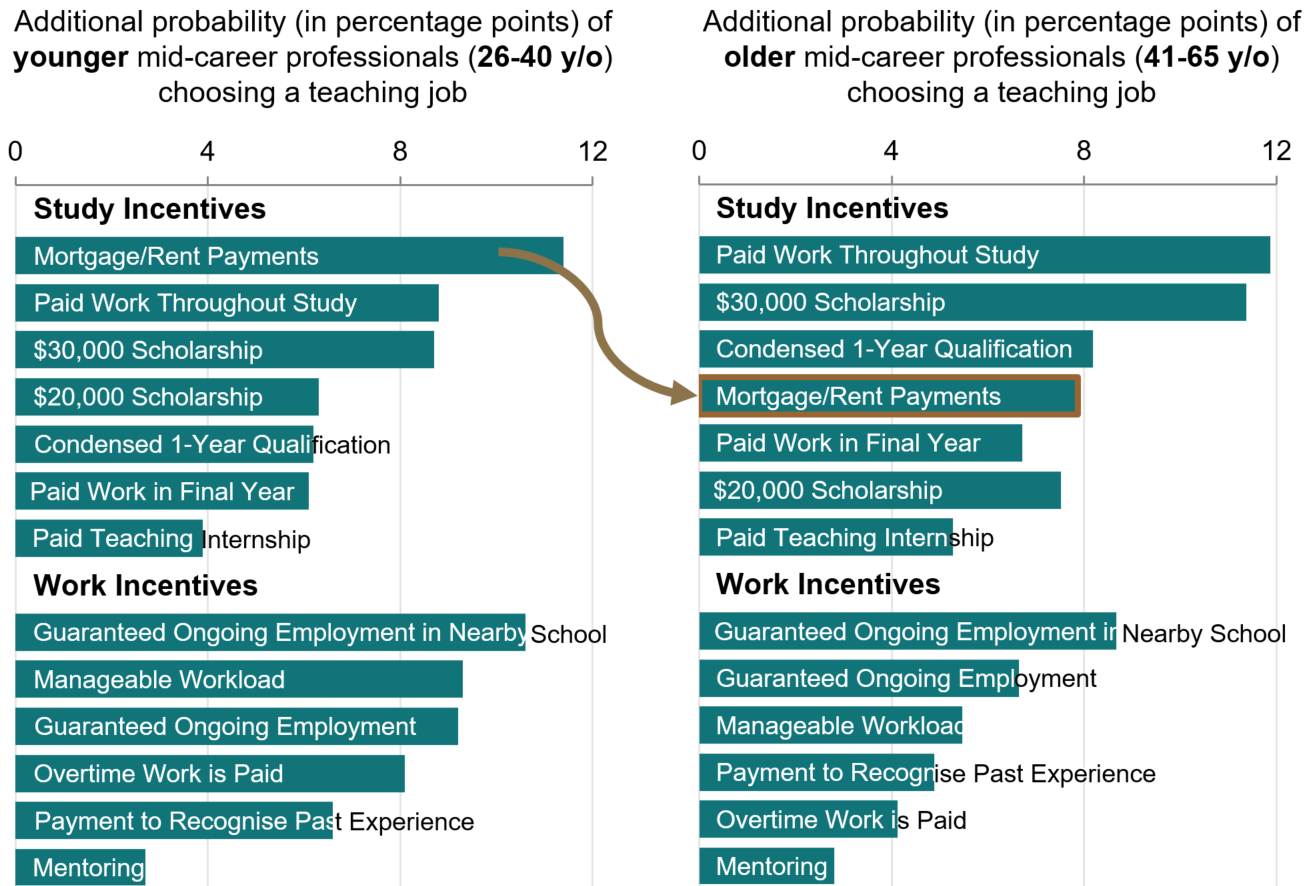 Additional probability (in percentage points) of
younger mid-career professionals (26-40 y/o)
choosing a teaching job
0 4 8 12
Study Incentives
Mortgage/Rent Payments
Paid Work Throughout Study
$30,000 Scholarship
$20,000 Scholarship
Condensed 1-Year Qualification
Paid Work in Final Year
Paid Teaching Internship
Work Incentives
Guaranteed Ongoing Employment in Nearby School
Manageable Workload
Guaranteed Ongoing Employment
Overtime Work is Paid
Payment to Recognise Past Experience
Mentoring
Additional probability (in percentage points) of
older mid-career professionals (41-65 y/o)
choosing a teaching job
0 4 8 12
Study Incentives
Paid Work Throughout Study
$30,000 Scholarship
Condensed 1-Year Qualification
Mortgage/Rent Payments
Paid Work in Final Year
$20,000 Scholarship
Paid Teaching Internship
Work Incentives
Guaranteed Ongoing Employment in Nearby School
Guaranteed Ongoing Employment
Manageable Workload
Payment to Recognise Past Experience
Overtime Work is Paid
Mentoring